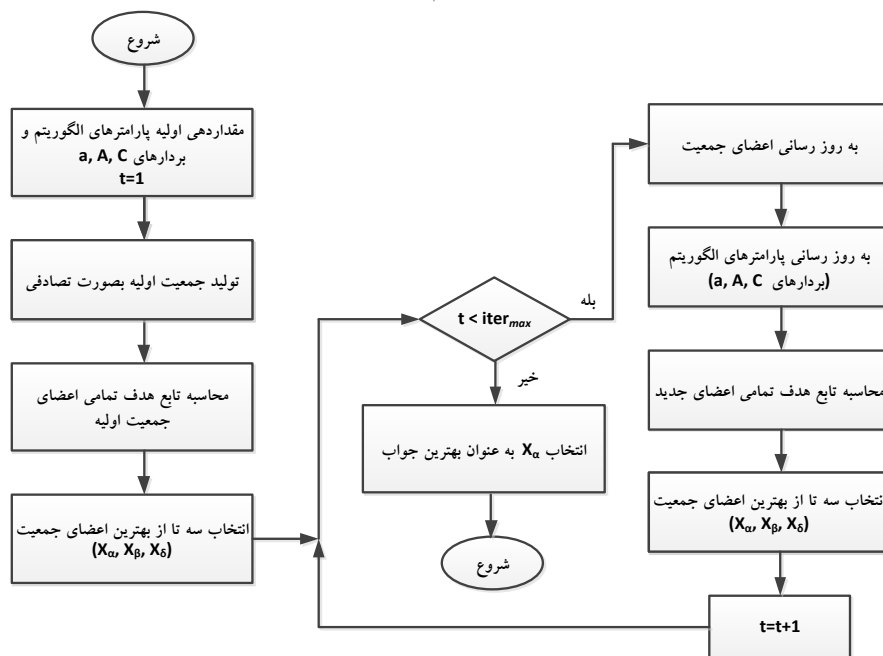 شروع
مقداردهی اولیه پارامترهای الگوریتم و
بردارهای a, A, C
t=1
تولید جمعیت اولیه بصورت تصادفی
محاسبه تابع هدف تمامی اعضای
جمعیت اولیه
انتخاب سه تا از بهترین اعضای جمعیت
(Xα, Xβ, Xδ)
t < itermax
بله
خیر
انتخاب Xα به عنوان بهترین جواب
شروع
به روز رسانی اعضای جمعیت
به روز رسانی پارامترهای الگوریتم
(بردارهای a, A, C)
محاسبه تابع هدف تمامی اعضای جدید
انتخاب سه تا از بهترین اعضای جمعیت
(Xα, Xβ, Xδ)
t=t+1